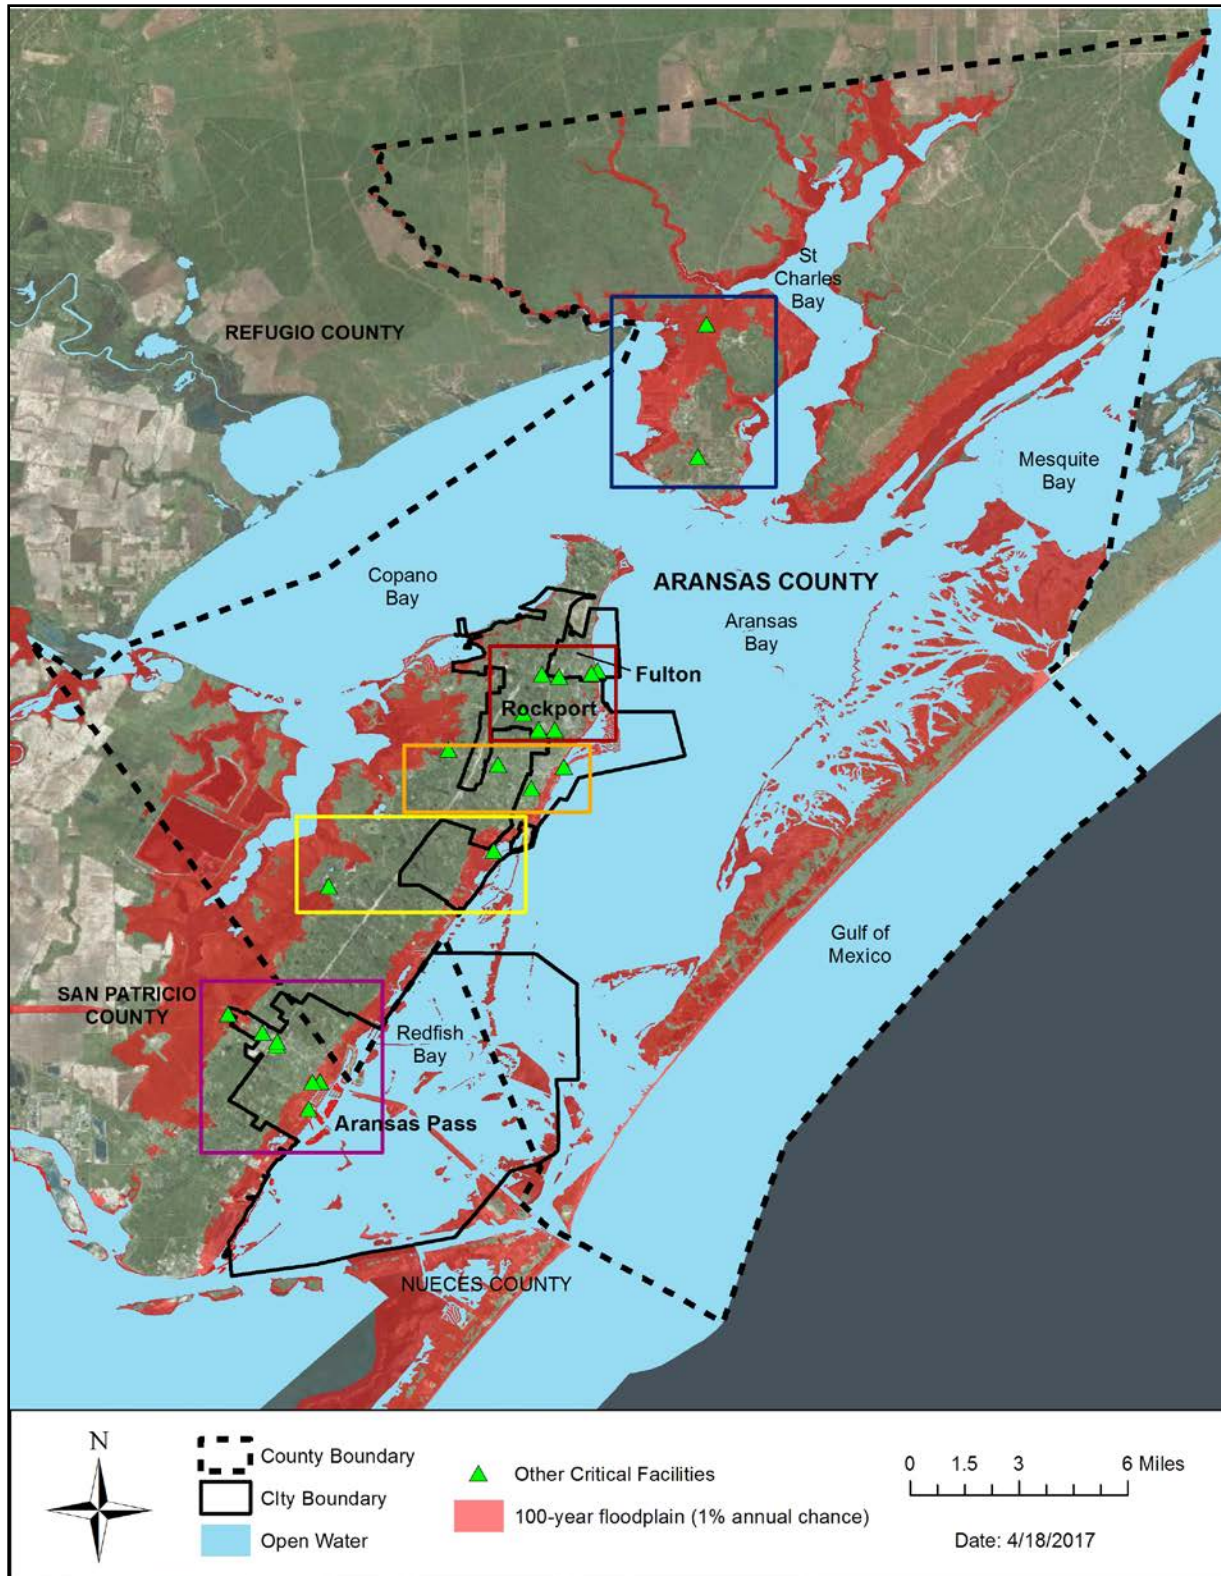 St
Charles
Bay
REFUGIO COUNTY
Mesquite
Bay
Copano
Bay
ARANSAS COUNTY
Aransas
Bay
Fulton
Rockport
Gulf of
Mexico
SAN PATRICIO
COUNTY
Redfish
Bay
Aransas Pass
NUECES COUNTY
N
County Boundary
CIty Boundary
Open Water
Other Critical Facilities
100-year floodplain (1% annual chance)
0 1.5 3 6 Miles
Date: 4/18/2017